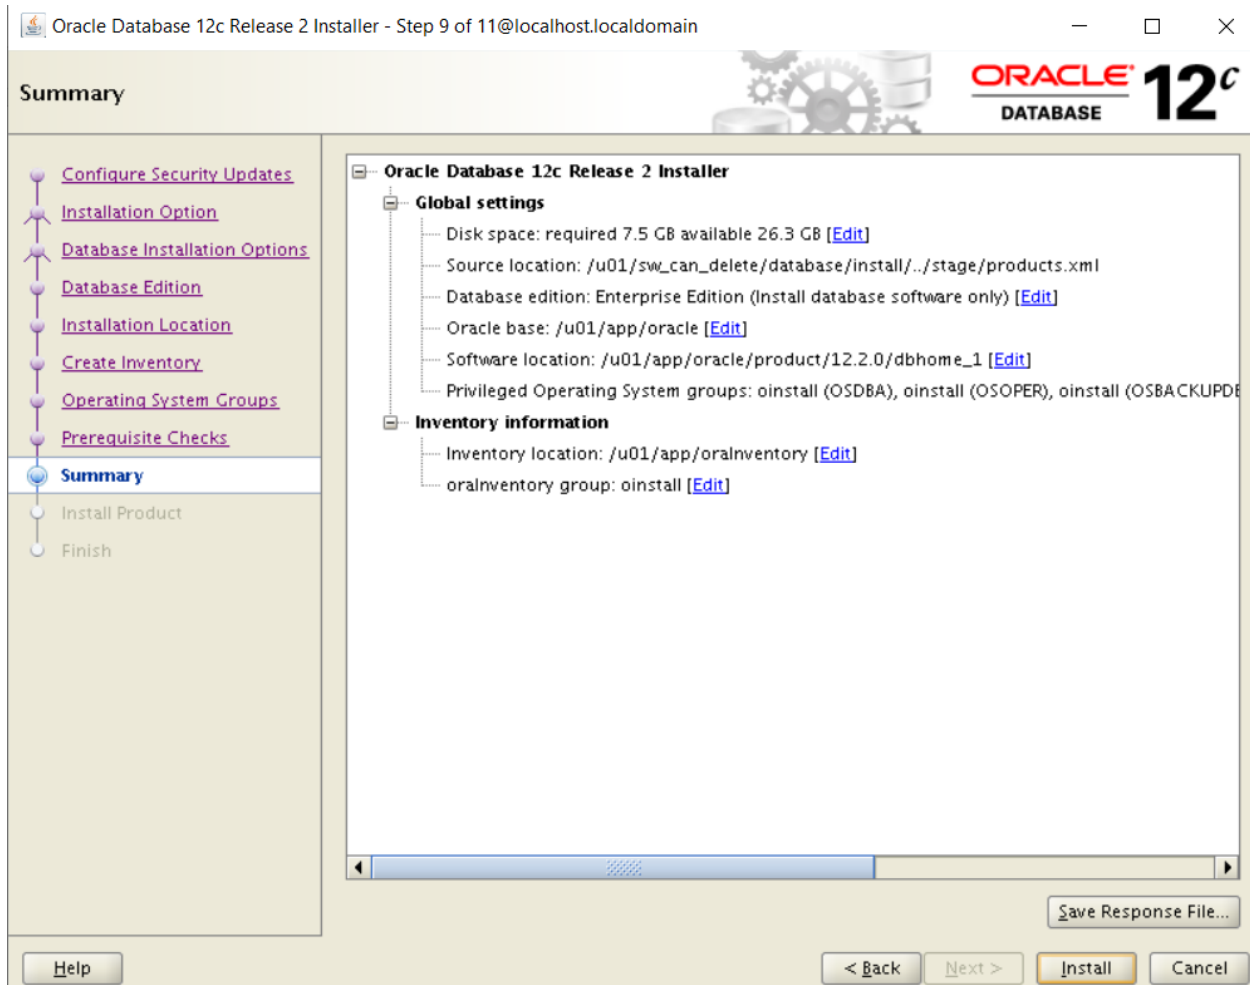 Oracle Database 12c Release 2 Installer - Step 9 of 11@localhost.localdomain
Summary
ORACLE
DATABASE
12c
Configure Security Updates
Installation Option
Database Installation Options
Database Edition
Installation Location
Create Inventory
Operating System Groups
Prerequisite Checks
Summary
Install Product
Finish
Oracle Database 12c Release 2 Installer
Global settings
Disk space: required 7.5 GB available 26.3 GB [Edit]
Source location: /u01/sw_can_delete/database/install/../stage/products.xml
Database edition: Enterprise Edition (Install database software only) [Edit]
Oracle base: /u01/app/oracle [Edit]
Software location: /u01/app/oracle/product/12.2.0/dbhome_1 [Edit]
Privileged Operating System groups: oinstall (OSDBA), oinstall (OSOPER), oinstall (OSBACKUPD
Inventory information
Inventory location: /u01/app/oraInventory [Edit]
oraInventory group: oinstall [Edit]
Save Response File...
Help
< Back
Next >
Install
Cancel